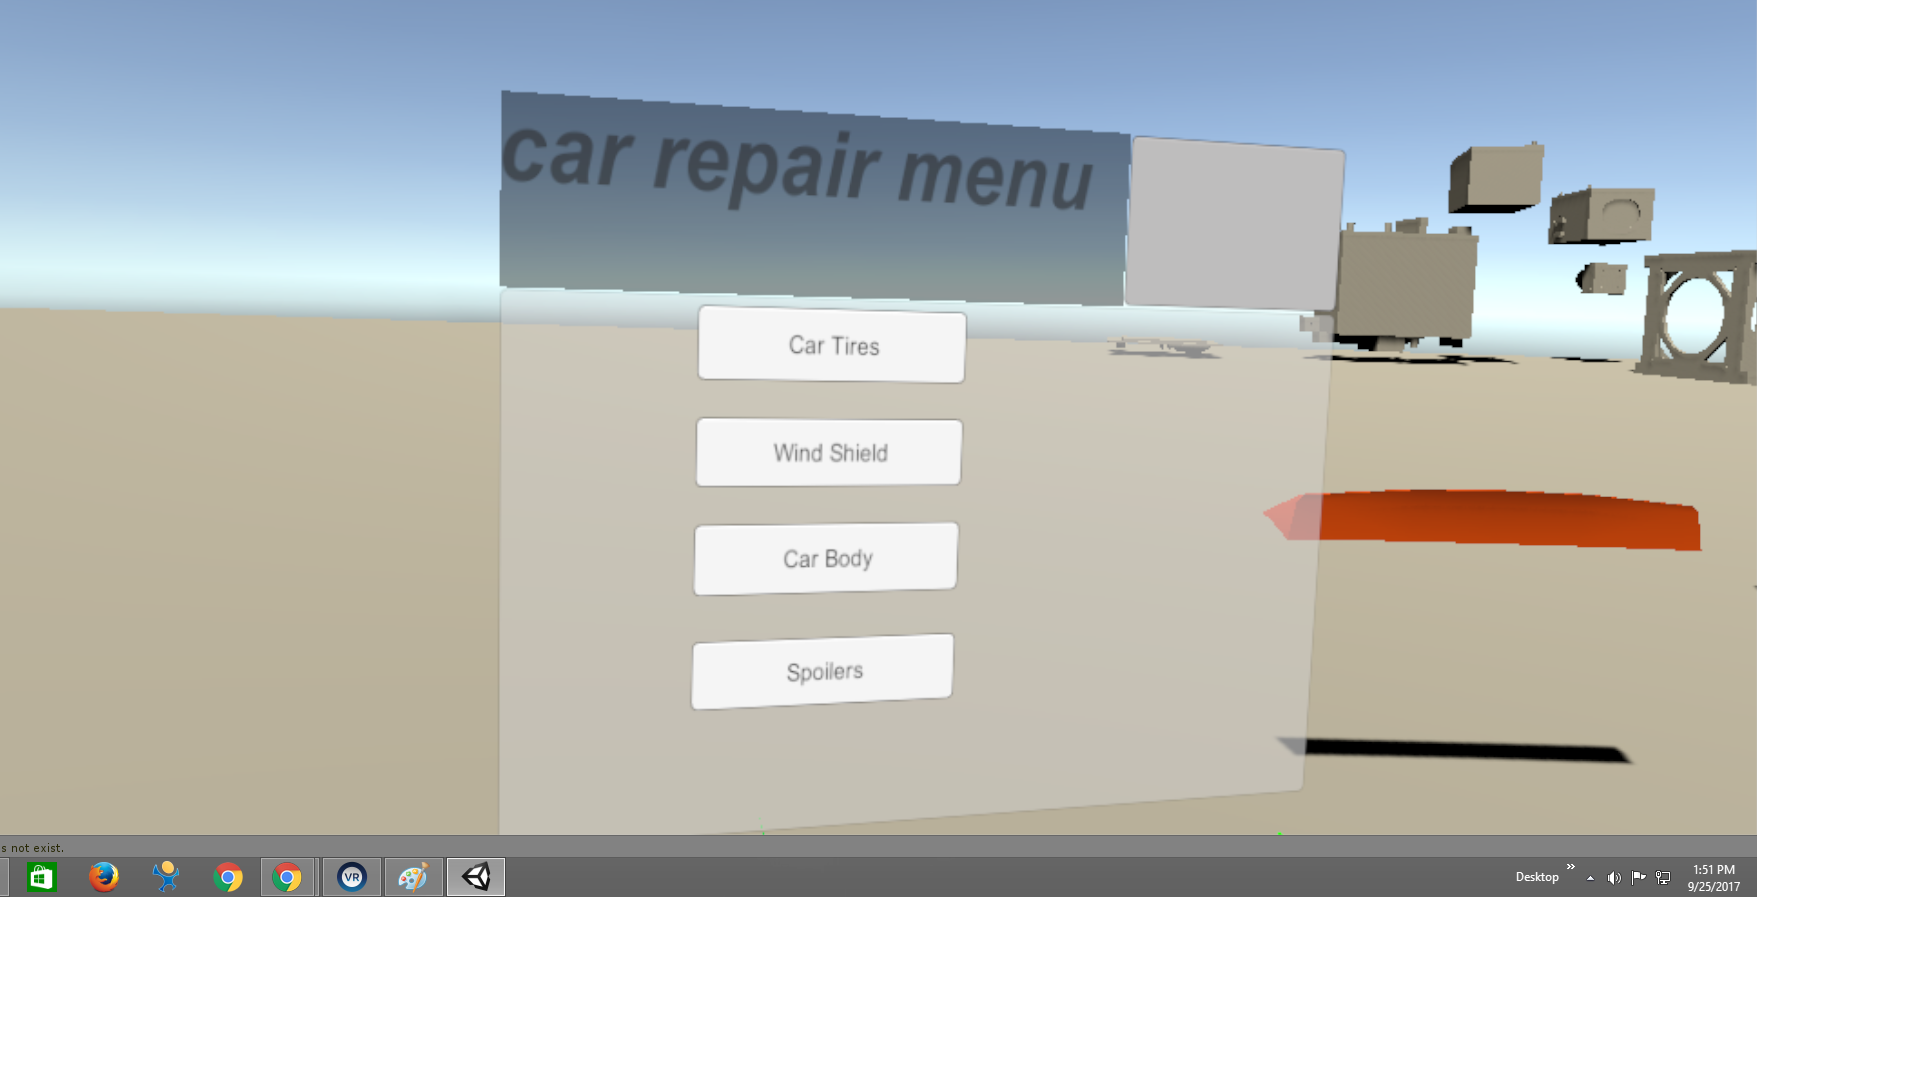 car repair menu
Car Tires
Wind Shield
Car Body
Spoilers
s not exist.
VR
Desktop
1:51 PM
9/25/2017